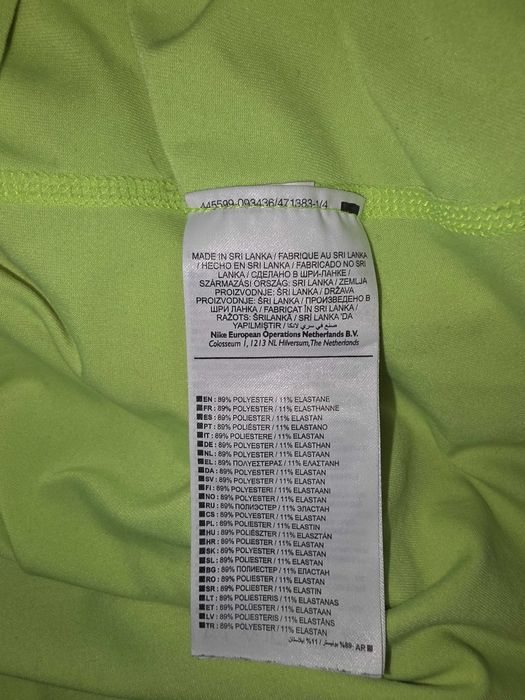 445599-093436/471383-1/4
MADE IN SRI LANKA / FABRIQUE AU SRI LANKA
/ HECHO EN SRI LANKA / FABRICADO NO SRI
LANKA / СДЕЛАНО В ШРИ-ЛАНКЕ /
SZÁRMAZÁSI ORSZÁG: SRI LANKA / ZEMLJA
PROIZVODNJE: ŠRI LANKA / DRŽAVA
PROIZVODNJE: ŠRI LANKA / ПРОИЗВЕДЕНО В
ШРИ ЛАНКА / FABRICAT ÎN SRI LANKA /
RAŽOTS: ŠRILANKĀ / SRI LANKA 'DA
YAPILMIŞTIR / صنع في سري لانكا
Nike European Operations Netherlands B.V.
Colosseum 1, 1213 NL Hilversum, The Netherlands
EN: 89% POLYESTER / 11% ELASTANE
FR: 89% POLYESTER / 11% ELASTHANNE
ES: 89% POLIÉSTER / 11% ELASTAN
PT: 89% POLIÉSTER / 11% ELASTANO
IT: 89% POLIESTERE / 11% ELASTAN
DE: 89% POLYESTER / 11% ELASTHAN
NL: 89% POLYESTER / 11% ELASTAAN
EL: 89% ΠΟΛΥΕΣΤΕΡΑΣ / 11% ΕΛΑΣΤΑΝΗ
DA: 89% POLYESTER / 11% ELASTAN
SV: 89% POLYESTER / 11% ELASTAN
FI: 89% POLYESTERI / 11% ELASTAANI
NO: 89% POLYESTER / 11% ELASTAN
RU: 89% ПОЛИЭСТЕР / 11% ЭЛАСТАН
CS: 89% POLYESTER / 11% ELASTAN
PL: 89% POLIESTER / 11% ELASTIN
HU: 89% POLIÉSZTER / 11% ELASZTÁN
HR: 89% POLIESTER / 11% ELASTAN
SK: 89% POLYESTER / 11% ELASTAN
SL: 89% POLIESTER / 11% ELASTAN
BG: 89% ПОЛИЕСТЕР / 11% ЕЛАСТАН
RO: 89% POLIESTER / 11% ELASTAN
SR: 89% POLIESTER / 11% ELASTIN
LT: 89% POLIESTERIS / 11% ELASTANAS
ET: 89% POLÜESTER / 11% ELASTAAN
LV: 89% POLIESTERIS / 11% ELASTĀNS
TR: 89% POLYESTER / 11% ELASTAN
AR: 89% بوليستر / 11% ايلاستان